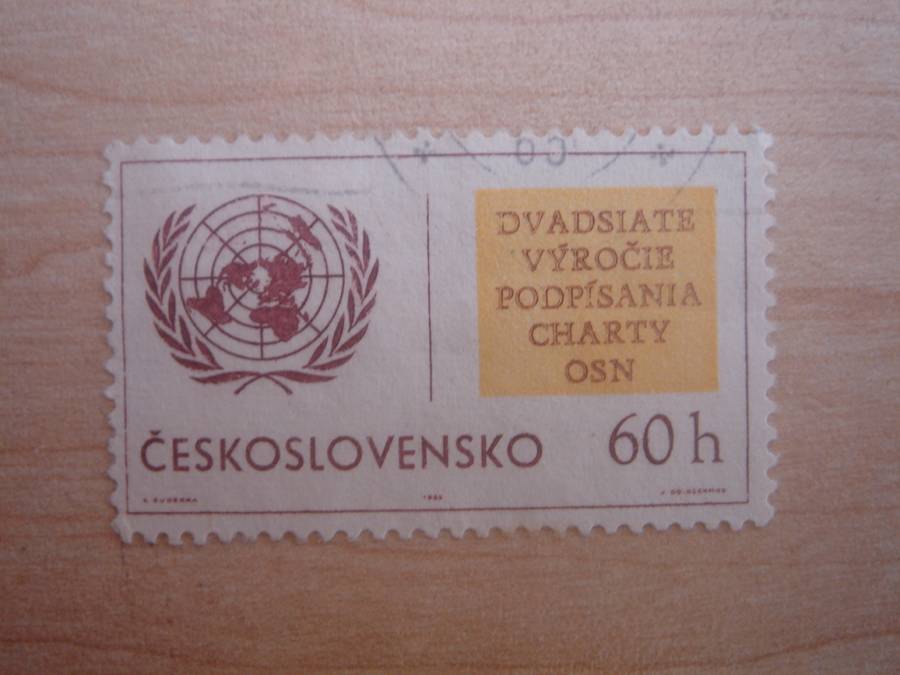 DVADSIATE
VÝROČIE
PODPÍSANIA
CHARTY
OSN
ČESKOSLOVENSKO 60 h